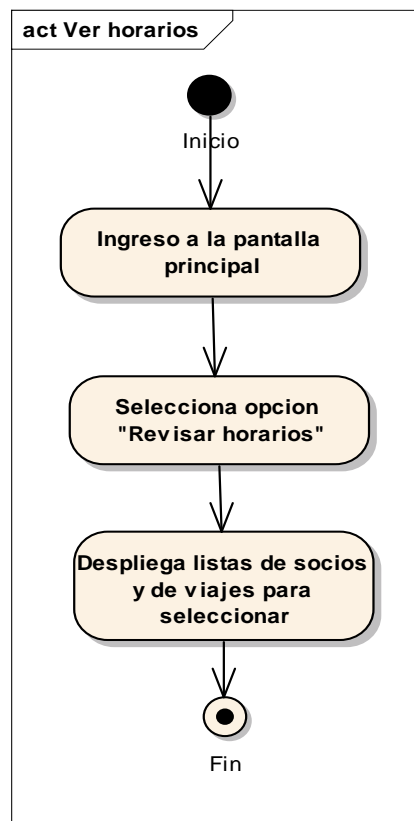 act Ver horarios
Inicio
Ingreso a la pantalla
principal
Selecciona opcion
"Revisar horarios"
Despliega listas de socios
y de viajes para
seleccionar
Fin